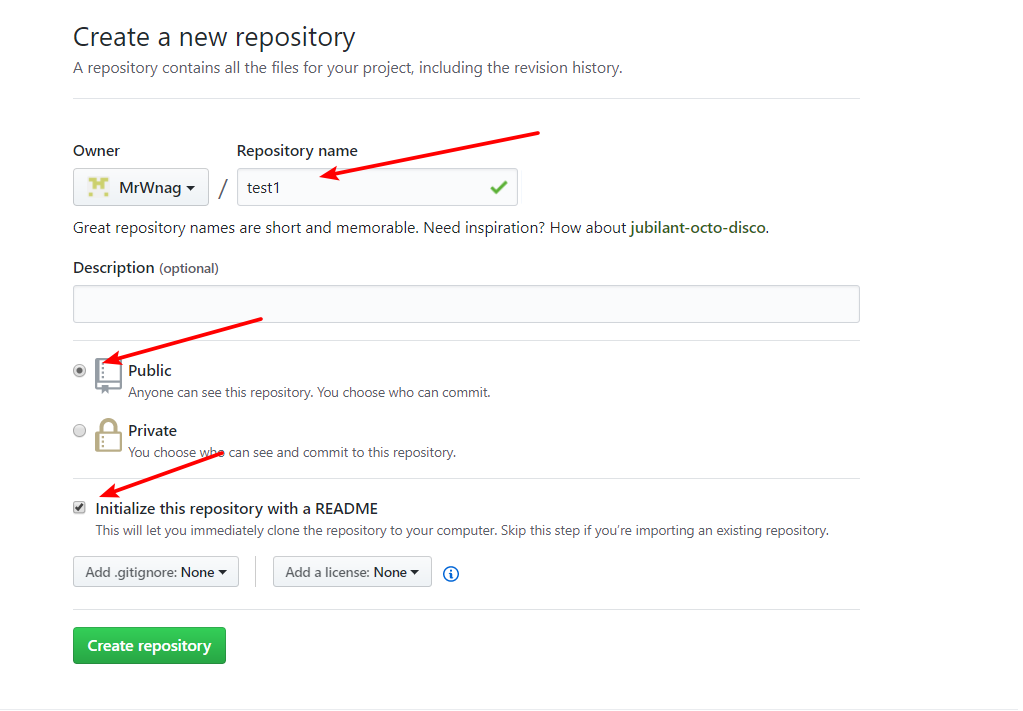 Create a new repository
A repository contains all the files for your project, including the revision history.
Owner Repository name
MrWnag / test1
Great repository names are short and memorable. Need inspiration? How about jubilant-octo-disco.
Description (optional)
Public
Anyone can see this repository. You choose who can commit.
Private
You choose who can see and commit to this repository.
Initialize this repository with a README
This will let you immediately clone the repository to your computer. Skip this step if you’re importing an existing repository.
Add .gitignore: None Add a license: None
Create repository